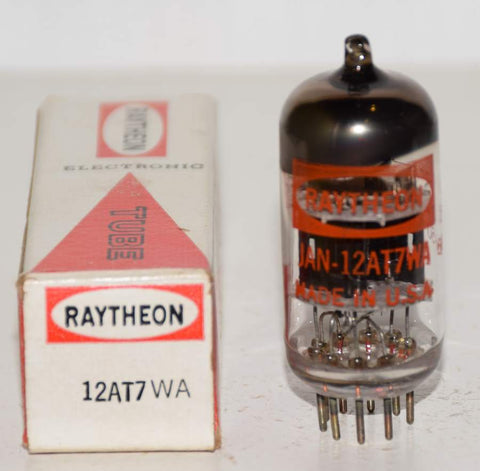 RAYTHEON
ELECTRONIC
TUBE
RAYTHEON
12AT7WA
RAYTHEON
JAN-12AT7WA
MADE IN U.S.A.